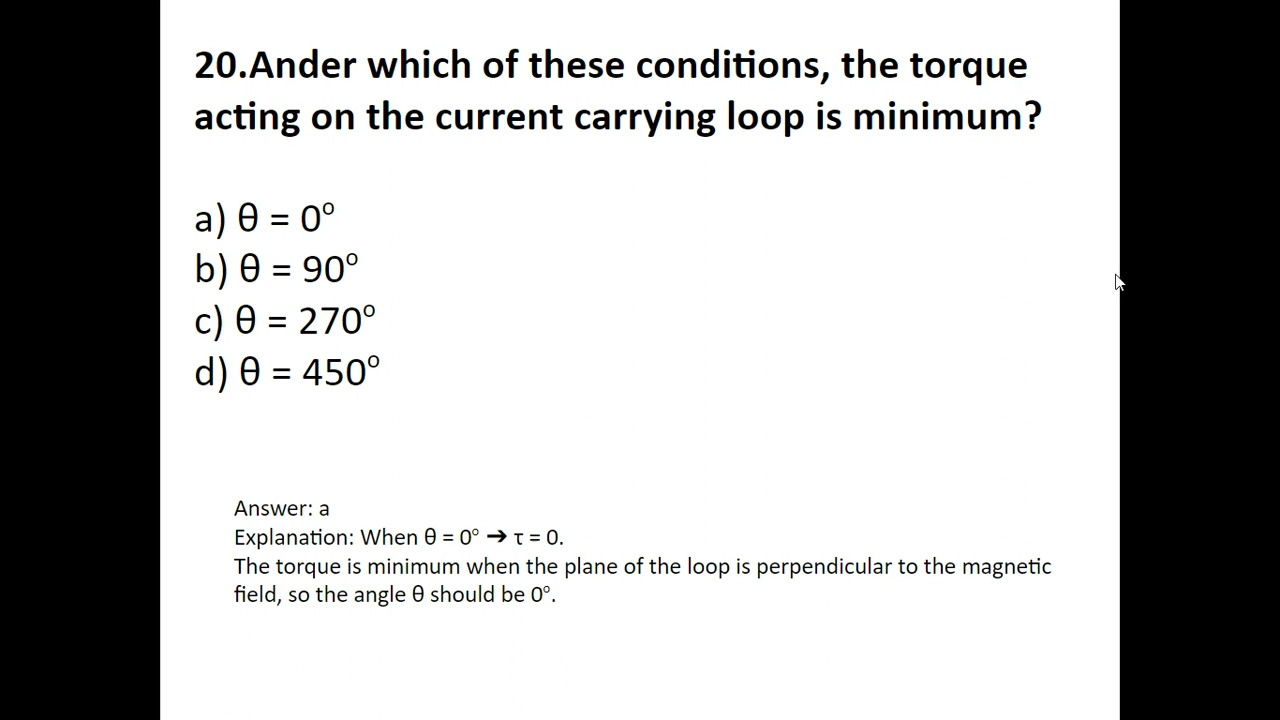 20.Ander which of these conditions, the torque
acting on the current carrying loop is minimum?
a) θ = 0°
b) θ = 90°
c) θ = 270°
d) θ = 450°
Answer: a
Explanation: When θ = 0° ➔ τ = 0.
The torque is minimum when the plane of the loop is perpendicular to the magnetic
field, so the angle θ should be 0°.